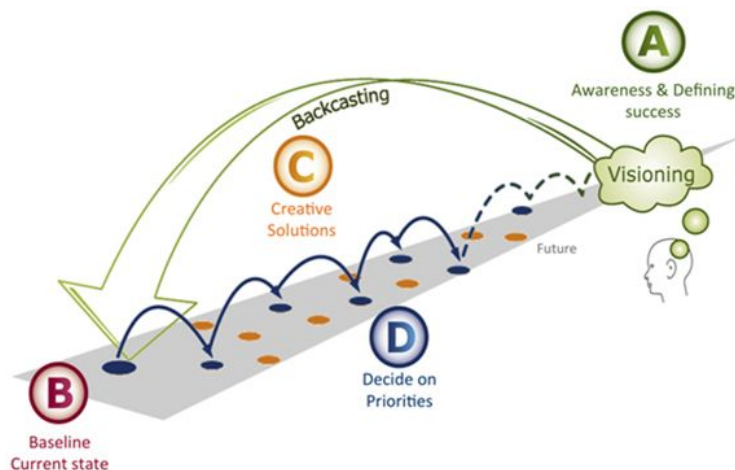 A
Awareness & Defining
success
Backcasting
C
Creative
Solutions
Visioning
Future
D
Decide on
Priorities
B
Baseline
Current state